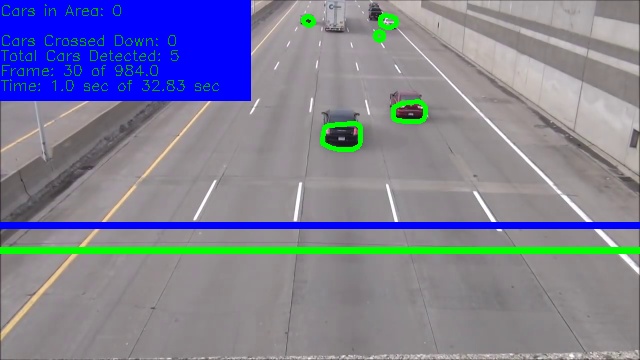 Cars in Area: 0
Cars Crossed Down: 0
Total Cars Detected: 5
Frame: 30 of 984.0
Time: 1.0 sec of 32.83 sec